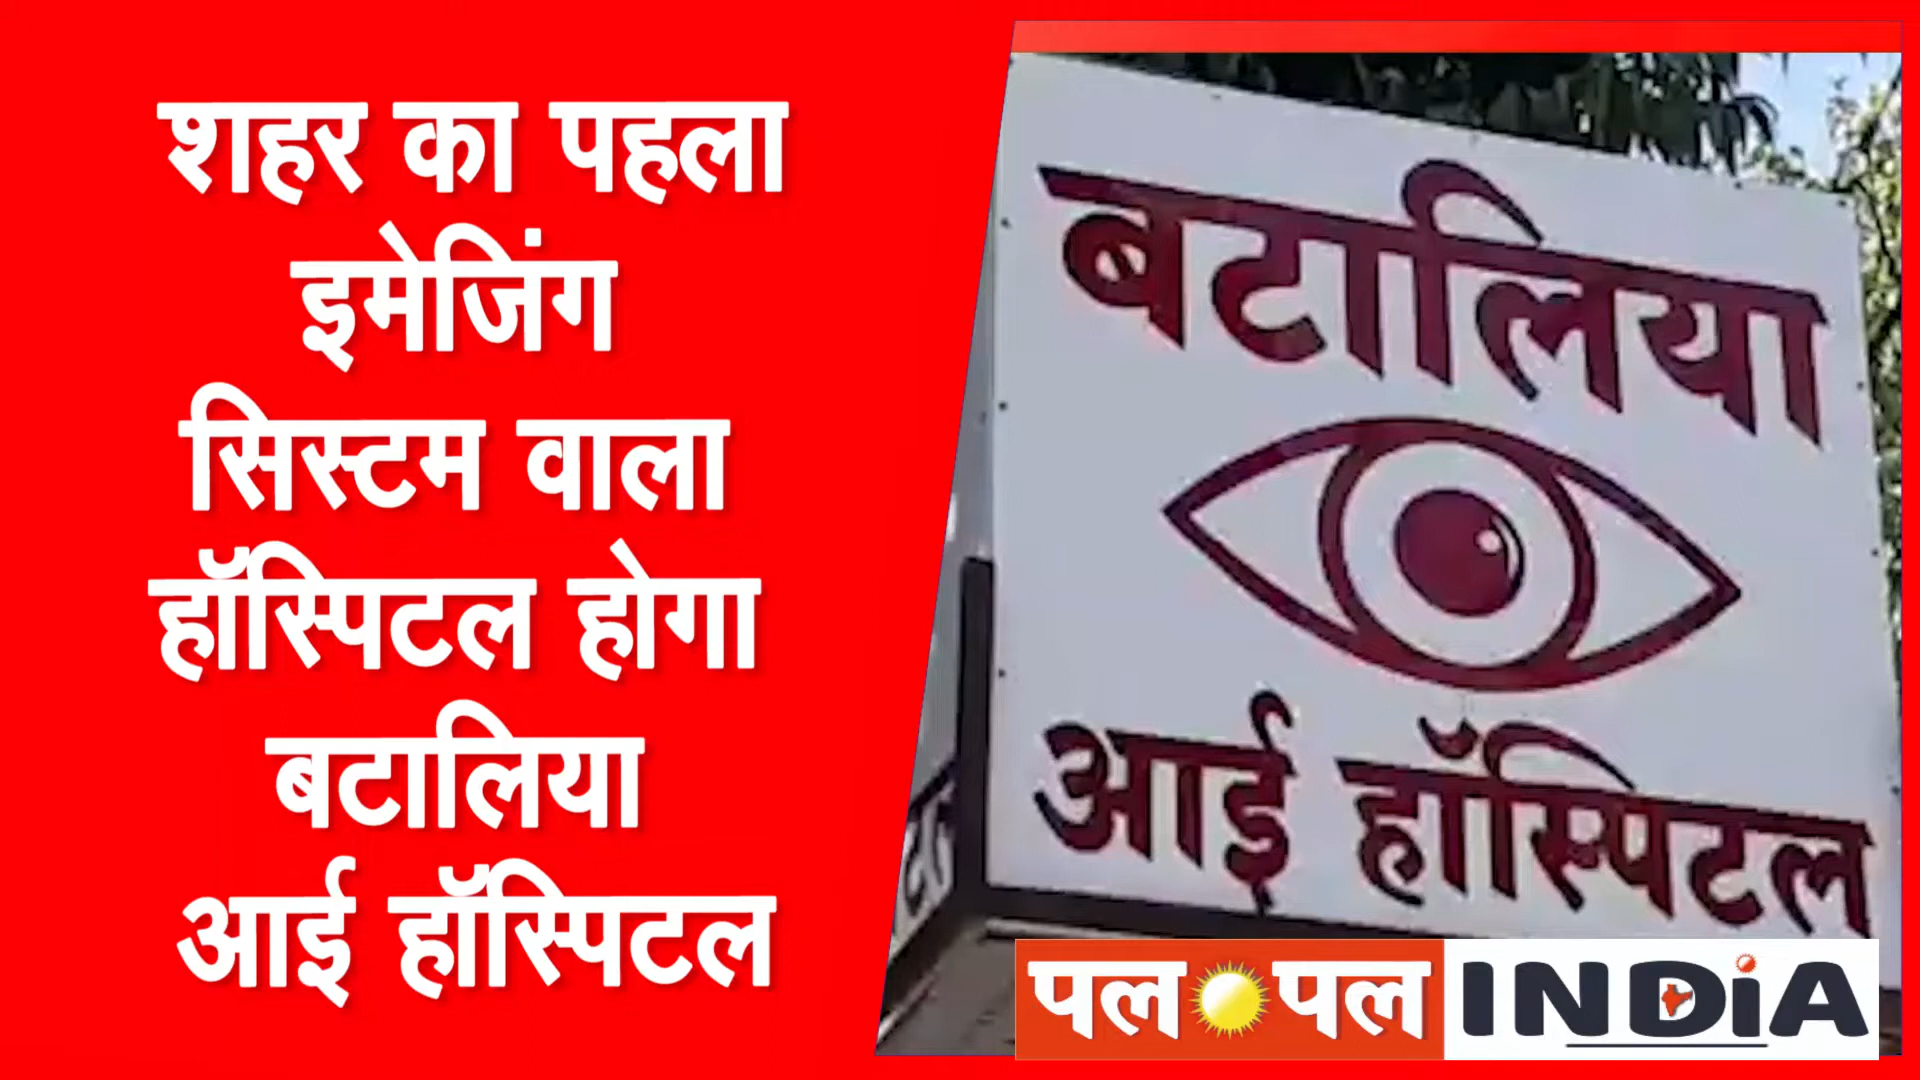 शहर का पहला
इमेजिंग
सिस्टम वाला
हॉस्पिटल होगा
बटालिया
आई हॉस्पिटल
बटालिया
आई हॉस्पिटल
पल पल INDiA